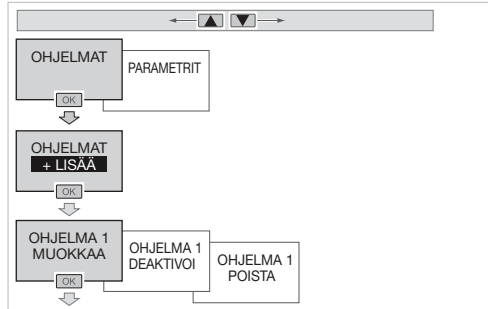 OHJELMAT
PARAMETRIT
OK
OHJELMAT
+ LISÄÄ
OK
OHJELMA 1
MUOKKAA
OHJELMA 1
DEAKTIVOI
OHJELMA 1
POISTA
OK